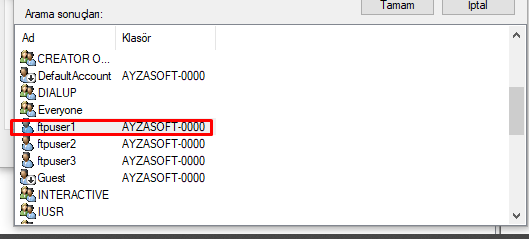 Tamam İptal
Arama sonuçları:
Ad Klasör
CREATOR O...
DefaultAccount AYZASOFT-0000
DIALUP
Everyone
ftpuser1 AYZASOFT-0000
ftpuser2 AYZASOFT-0000
ftpuser3 AYZASOFT-0000
Guest AYZASOFT-0000
INTERACTIVE
IUSR